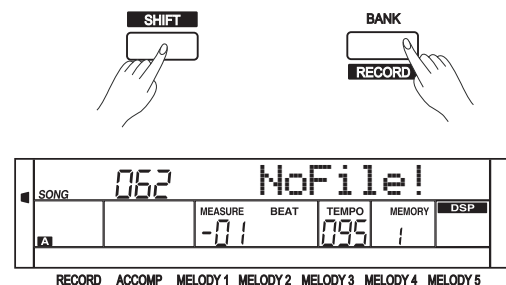 SHIFT
BANK
RECORD
SONG 062 NoFile!
MEASURE BEAT TEMPO MEMORY DSP
A -01 095 1
RECORD ACCOMP MELODY 1 MELODY 2 MELODY 3 MELODY 4 MELODY 5